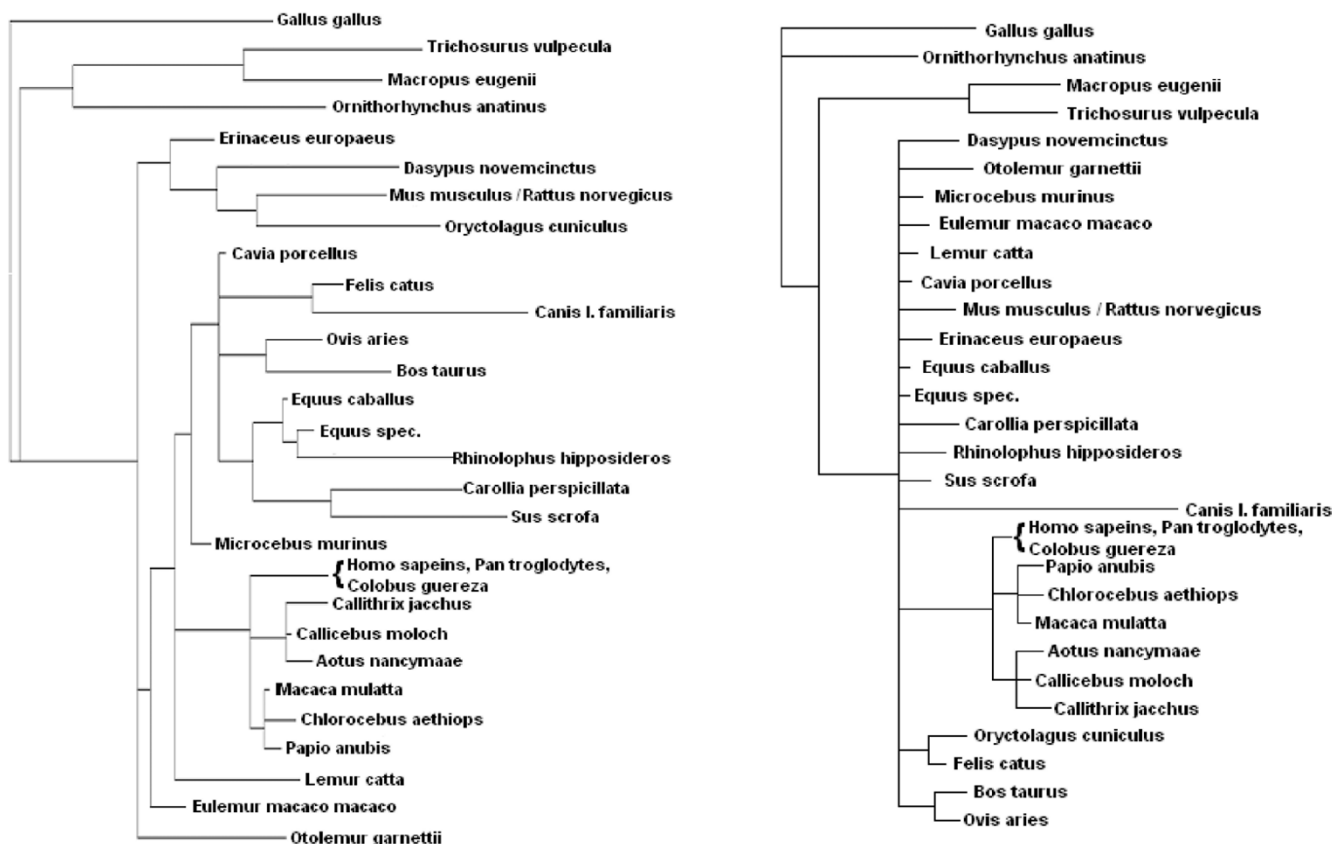 Gallus gallus
Trichosurus vulpecula
Macropus eugenii
Ornithorhynchus anatinus
Erinaceus europaeus
Dasypus novemcinctus
Mus musculus / Rattus norvegicus
Oryctolagus cuniculus
Cavia porcellus
Felis catus
Canis l. familiaris
Ovis aries
Bos taurus
Equus caballus
Equus spec.
Rhinolophus hipposideros
Carollia perspicillata
Sus scrofa
Microcebus murinus
{ Homo sapeins, Pan troglodytes,
Colobus guereza
Callithrix jacchus
Callicebus moloch
Aotus nancymaae
Macaca mulatta
Chlorocebus aethiops
Papio anubis
Lemur catta
Eulemur macaco macaco
Otolemur garnettii
Gallus gallus
Ornithorhynchus anatinus
Macropus eugenii
Trichosurus vulpecula
Dasypus novemcinctus
Otolemur garnettii
Microcebus murinus
Eulemur macaco macaco
Lemur catta
Cavia porcellus
Mus musculus / Rattus norvegicus
Erinaceus europaeus
Equus caballus
Equus spec.
Carollia perspicillata
Rhinolophus hipposideros
Sus scrofa
Canis l. familiaris
{ Homo sapeins, Pan troglodytes,
Colobus guereza
Papio anubis
Chlorocebus aethiops
Macaca mulatta
Aotus nancymaae
Callicebus moloch
Callithrix jacchus
Oryctolagus cuniculus
Felis catus
Bos taurus
Ovis aries